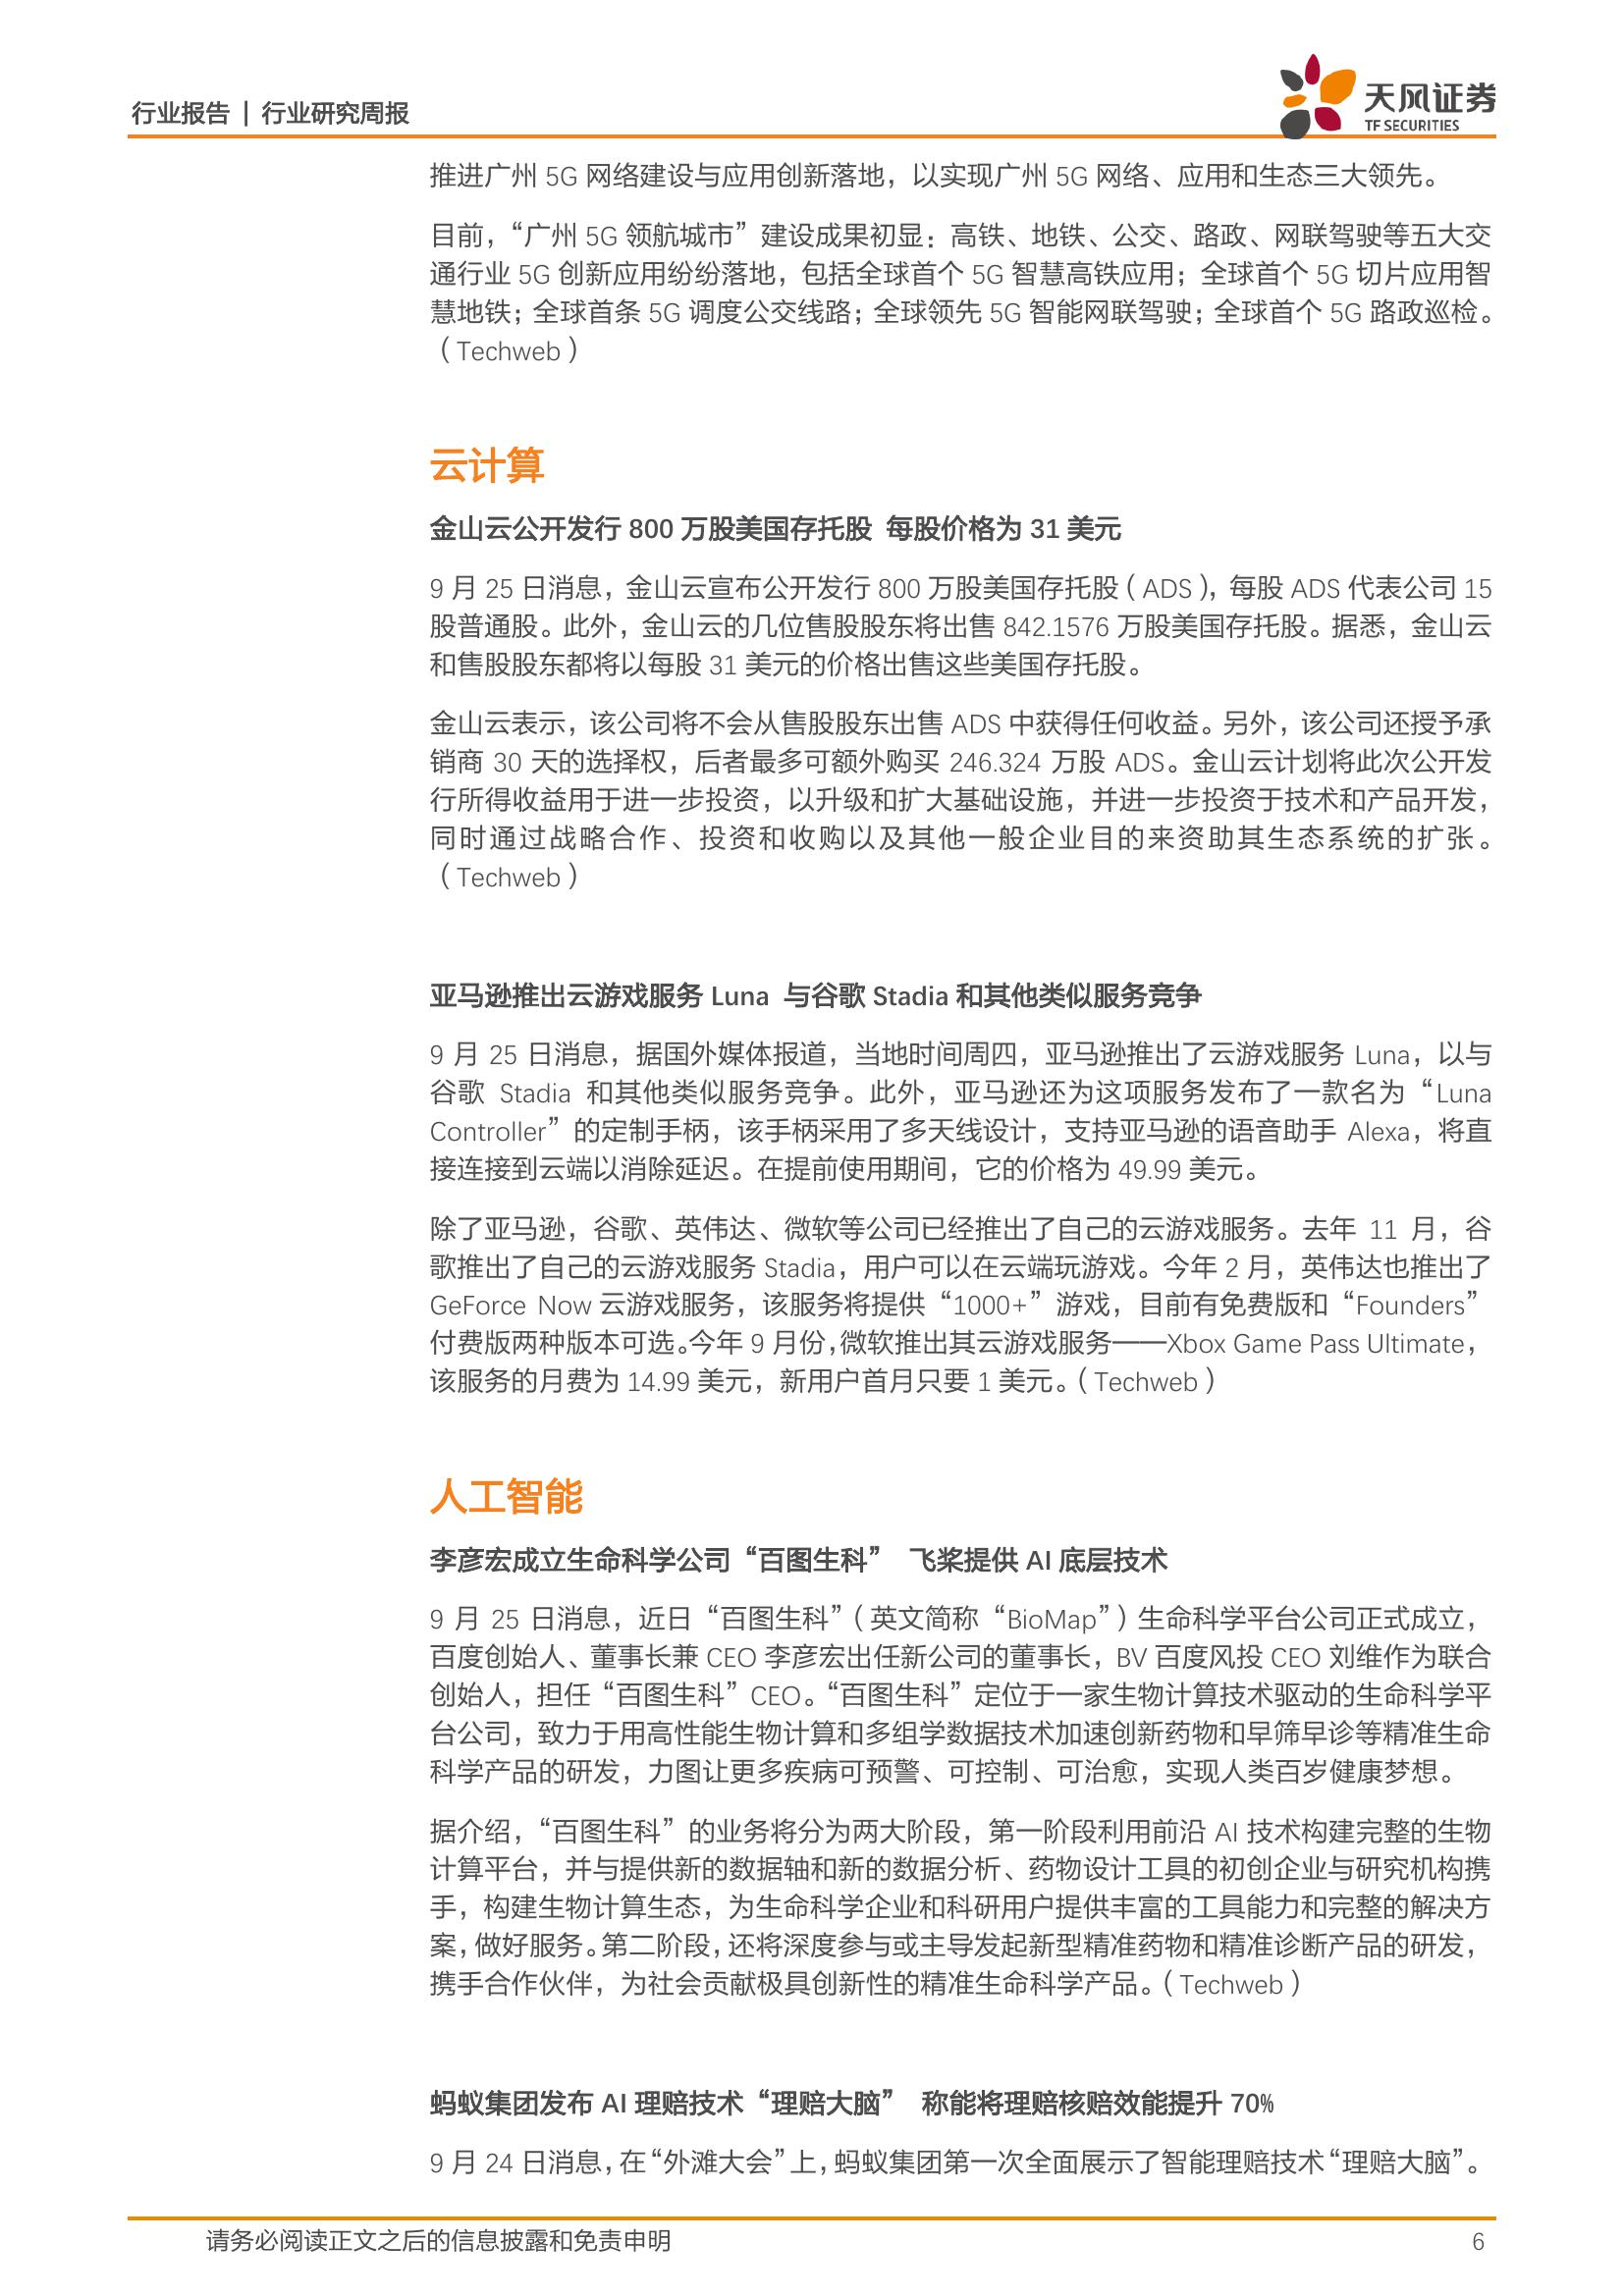 行业报告 | 行业研究周报
天风证券
TF SECURITIES
推进广州 5G 网络建设与应用创新落地，以实现广州 5G 网络、应用和生态三大领先。
目前，“广州 5G 领航城市”建设成果初显：高铁、地铁、公交、路政、网联驾驶等五大交
通行业 5G 创新应用纷纷落地，包括全球首个 5G 智慧高铁应用；全球首个 5G 切片应用智
慧地铁；全球首条 5G 调度公交线路；全球领先 5G 智能网联驾驶；全球首个 5G 路政巡检。
（Techweb）
云计算
金山云公开发行 800 万股美国存托股 每股价格为 31 美元
9 月 25 日消息，金山云宣布公开发行 800 万股美国存托股（ADS），每股 ADS 代表公司 15
股普通股。此外，金山云的几位售股股东将出售 842.1576 万股美国存托股。据悉，金山云
和售股股东都将以每股 31 美元的价格出售这些美国存托股。
金山云表示，该公司将不会从售股股东出售 ADS 中获得任何收益。另外，该公司还授予承
销商 30 天的选择权，后者最多可额外购买 246.324 万股 ADS。金山云计划将此次公开发
行所得收益用于进一步投资，以升级和扩大基础设施，并进一步投资于技术和产品开发，
同时通过战略合作、投资和收购以及其他一般企业目的来资助其生态系统的扩张。
（Techweb）
亚马逊推出云游戏服务 Luna 与谷歌 Stadia 和其他类似服务竞争
9 月 25 日消息，据国外媒体报道，当地时间周四，亚马逊推出了云游戏服务 Luna，以与
谷歌 Stadia 和其他类似服务竞争。此外，亚马逊还为这项服务发布了一款名为“Luna
Controller”的定制手柄，该手柄采用了多天线设计，支持亚马逊的语音助手 Alexa，将直
接连接到云端以消除延迟。在提前使用期间，它的价格为 49.99 美元。
除了亚马逊，谷歌、英伟达、微软等公司已经推出了自己的云游戏服务。去年 11 月，谷
歌推出了自己的云游戏服务 Stadia，用户可以在云端玩游戏。今年 2 月，英伟达也推出了
GeForce Now 云游戏服务，该服务将提供“1000+”游戏，目前有免费版和“Founders”
付费版两种版本可选。今年 9 月份，微软推出其云游戏服务——Xbox Game Pass Ultimate，
该服务的月费为 14.99 美元，新用户首月只要 1 美元。（Techweb）
人工智能
李彦宏成立生命科学公司“百图生科” 飞桨提供 AI 底层技术
9 月 25 日消息，近日“百图生科”（英文简称“BioMap”）生命科学平台公司正式成立，
百度创始人、董事长兼 CEO 李彦宏出任新公司的董事长，BV 百度风投 CEO 刘维作为联合
创始人，担任“百图生科”CEO。“百图生科”定位于一家生物计算技术驱动的生命科学平
台公司，致力于用高性能生物计算和多组学数据技术加速创新药物和早筛早诊等精准生命
科学产品的研发，力图让更多疾病可预警、可控制、可治愈，实现人类百岁健康梦想。
据介绍，“百图生科”的业务将分为两大阶段，第一阶段利用前沿 AI 技术构建完整的生物
计算平台，并与提供新的数据轴和新的数据分析、药物设计工具的初创企业与研究机构携
手，构建生物计算生态，为生命科学企业和科研用户提供丰富的工具能力和完整的解决方
案，做好服务。第二阶段，还将深度参与或主导发起新型精准药物和精准诊断产品的研发，
携手合作伙伴，为社会贡献极具创新性的精准生命科学产品。（Techweb）
蚂蚁集团发布 AI 理赔技术“理赔大脑” 称能将理赔核赔效能提升 70%
9 月 24 日消息，在“外滩大会”上，蚂蚁集团第一次全面展示了智能理赔技术“理赔大脑”。
请务必阅读正文之后的信息披露和免责申明
6